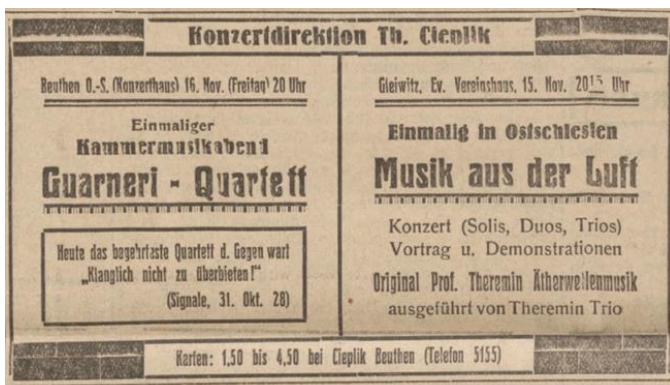 Konzertdirektion Th. Cieplik
Beuthen O.-S. (Konzerthaus) 16. Nov. (Freitag) 20 Uhr
Einmaliger
Kammermusikabend
Guarneri - Quartett
Heute das begehrteste Quartett d. Gegenwart
„Klanglich nicht zu überbieten!"
(Signale, 31. Okt. 28)
Gleiwitz, Ev. Vereinshaus, 15. Nov. 20¹⁵ Uhr
Einmalig in Ostschlesien
Musik aus der Luft
Konzert (Solis, Duos, Trios)
Vortrag u. Demonstrationen
Original Prof. Theremin Ätherwellenmusik
ausgeführt von Theremin Trio
Karten: 1,50 bis 4,50 bei Cieplik Beuthen (Telefon 5155)